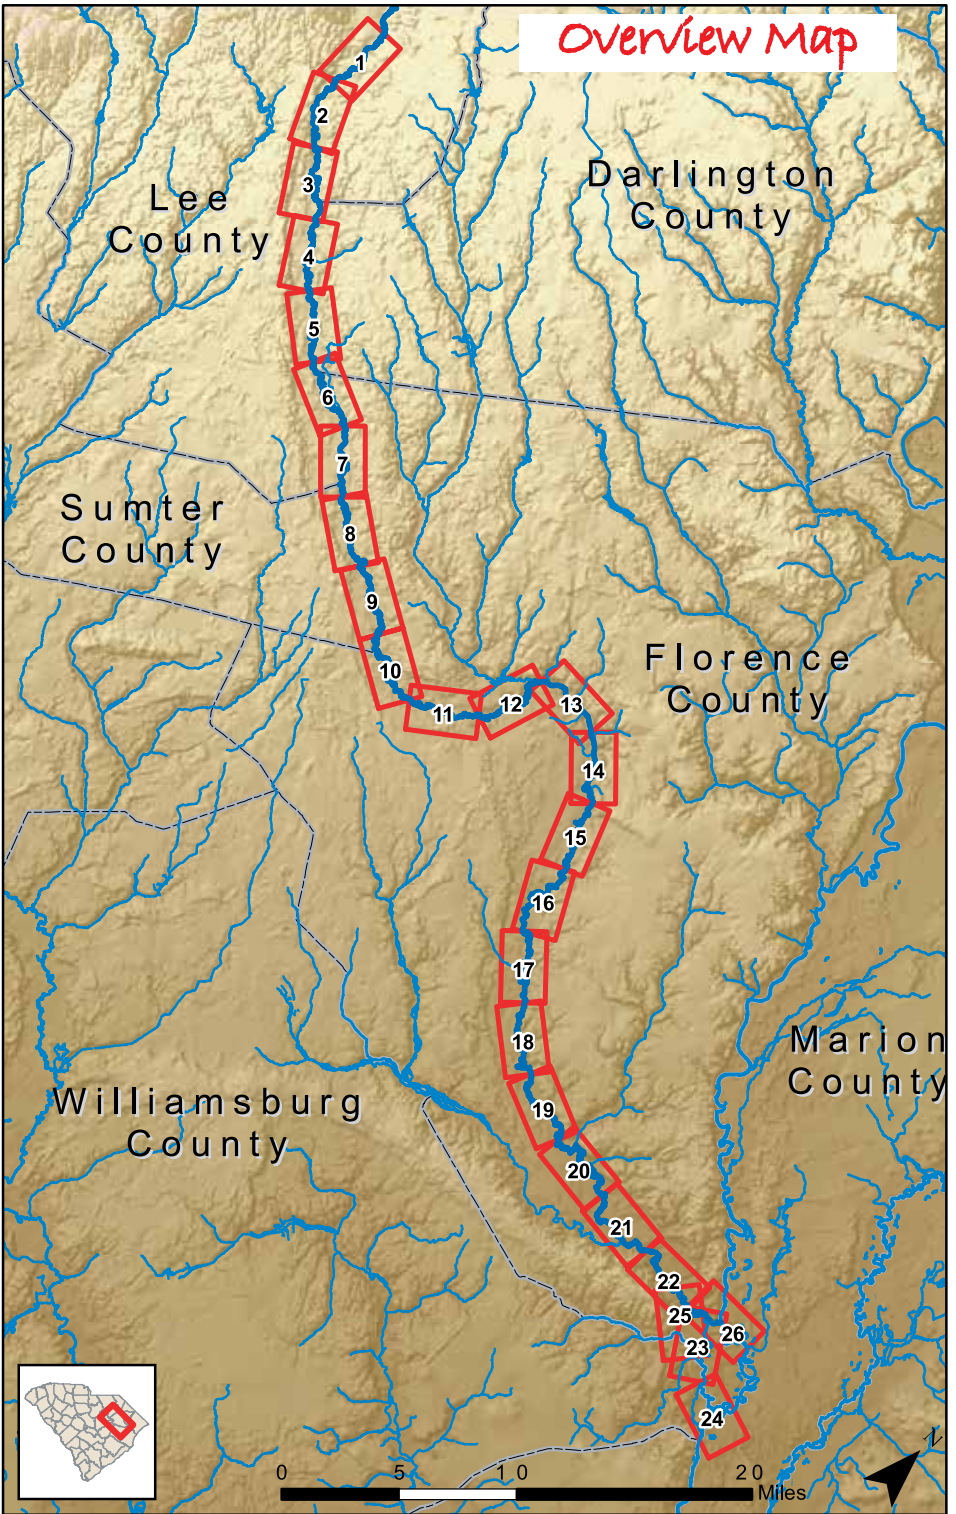 Overview Map
1
2
Darlington
County
3
Lee
County
4
5
6
7
Sumter
County
8
9
Florence
County
10
11
12
13
14
15
16
17
18
Marion
County
Williamsburg
County
19
20
21
22
25
26
23
24
N
0 5 10 20
Miles